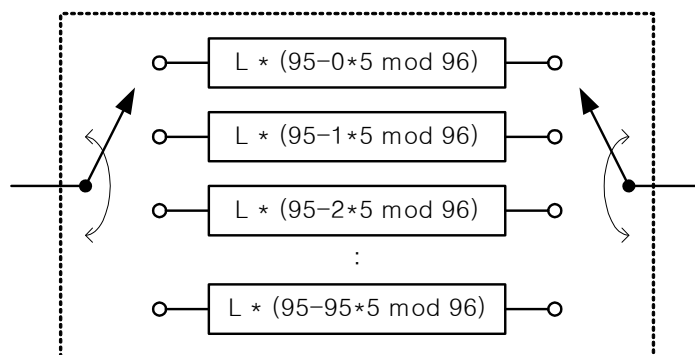 L * (95-0*5 mod 96)
L * (95-1*5 mod 96)
L * (95-2*5 mod 96)
:
L * (95-95*5 mod 96)